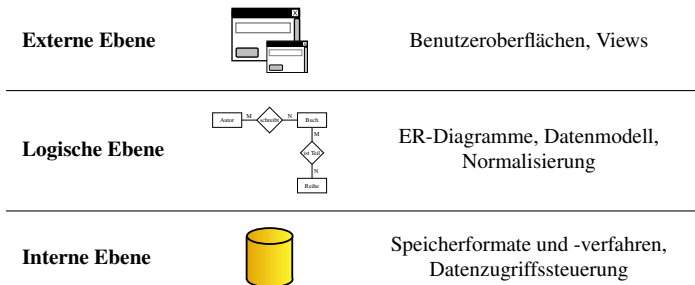 Externe Ebene
X
X
Benutzeroberflächen, Views
Logische Ebene
Autor M schreibt N Buch
M
ist Teil
N
Reihe
ER-Diagramme, Datenmodell,
Normalisierung
Interne Ebene
Speicherformate und -verfahren,
Datenzugriffssteuerung